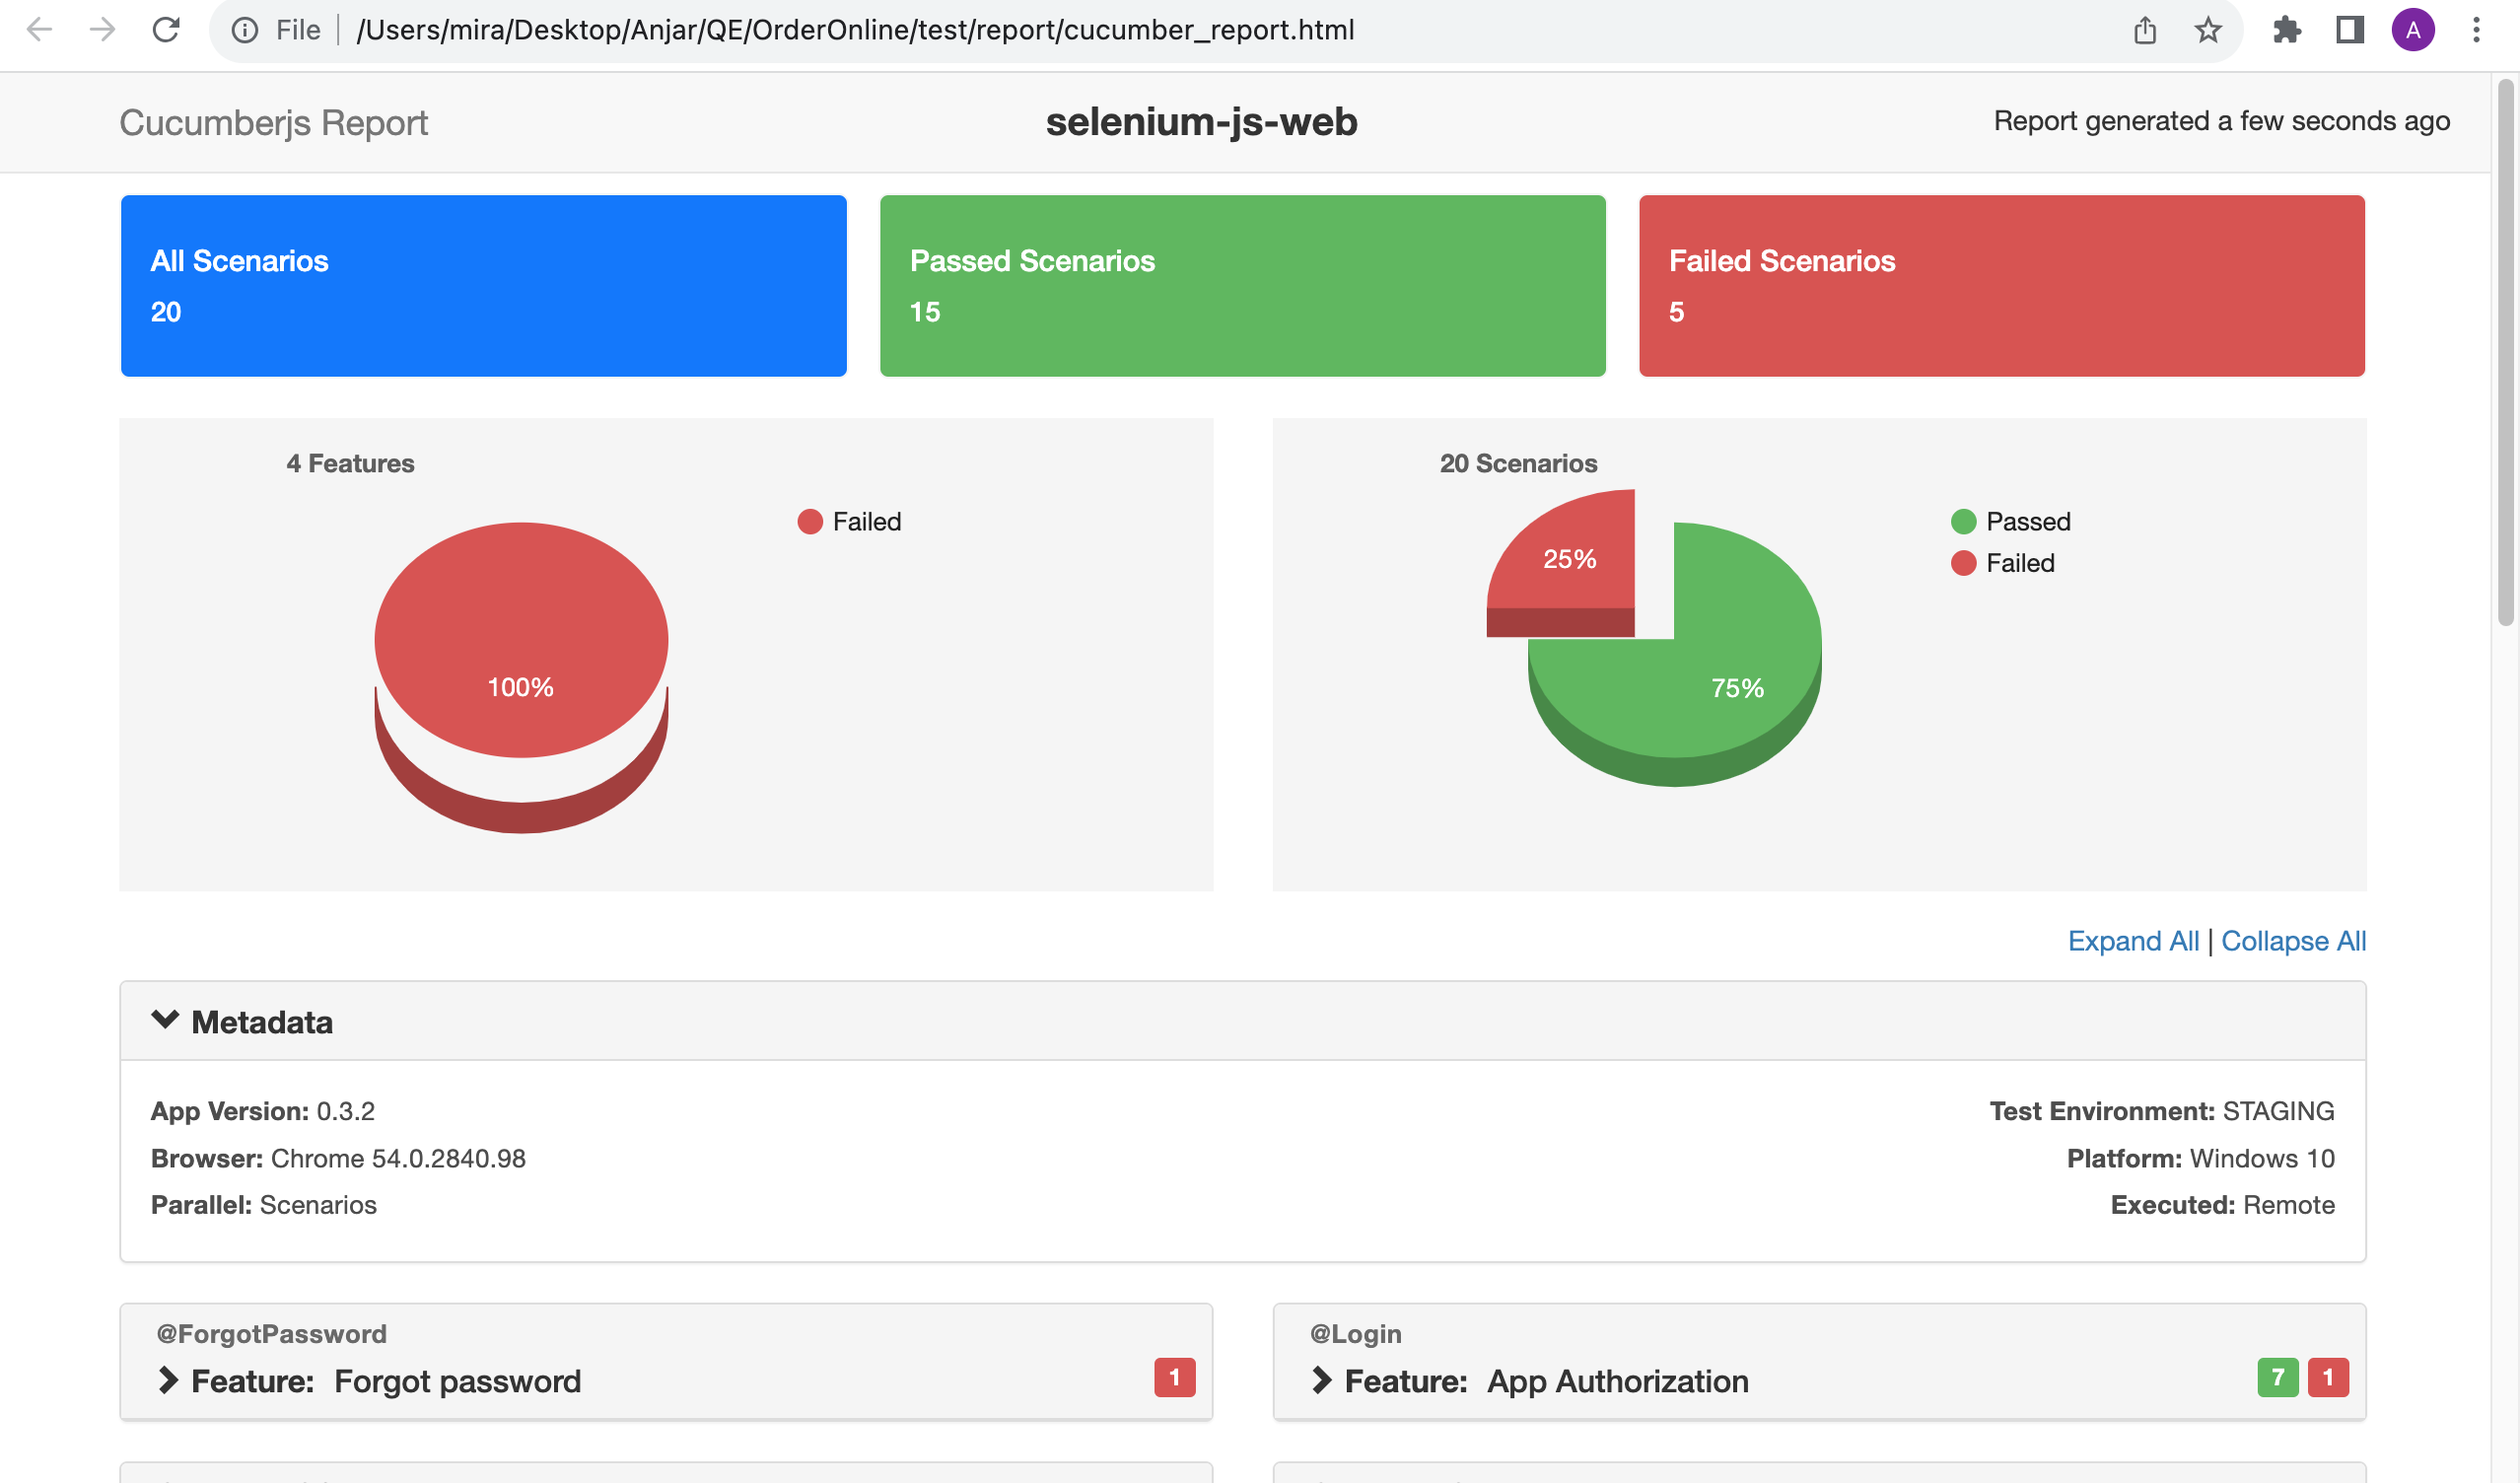 File | /Users/mira/Desktop/Anjar/QE/OrderOnline/test/report/cucumber_report.html
A
Cucumberjs Report
selenium-js-web
Report generated a few seconds ago
All Scenarios
20
Passed Scenarios
15
Failed Scenarios
5
4 Features
Failed
100%
20 Scenarios
Passed
Failed
25%
75%
Expand All | Collapse All
Metadata
App Version: 0.3.2
Test Environment: STAGING
Browser: Chrome 54.0.2840.98
Platform: Windows 10
Parallel: Scenarios
Executed: Remote
@ForgotPassword
Feature: Forgot password
1
@Login
Feature: App Authorization
7 1